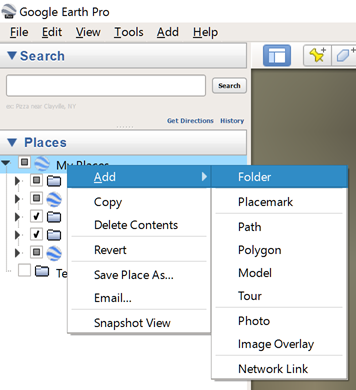 Google Earth Pro
File Edit View Tools Add Help
Search
Search
ex: Pizza near Clayville, NY
Get Directions History
Places
My Places
Add
Copy
Delete Contents
Revert
Save Place As...
Email...
Snapshot View
Te
Folder
Placemark
Path
Polygon
Model
Tour
Photo
Image Overlay
Network Link